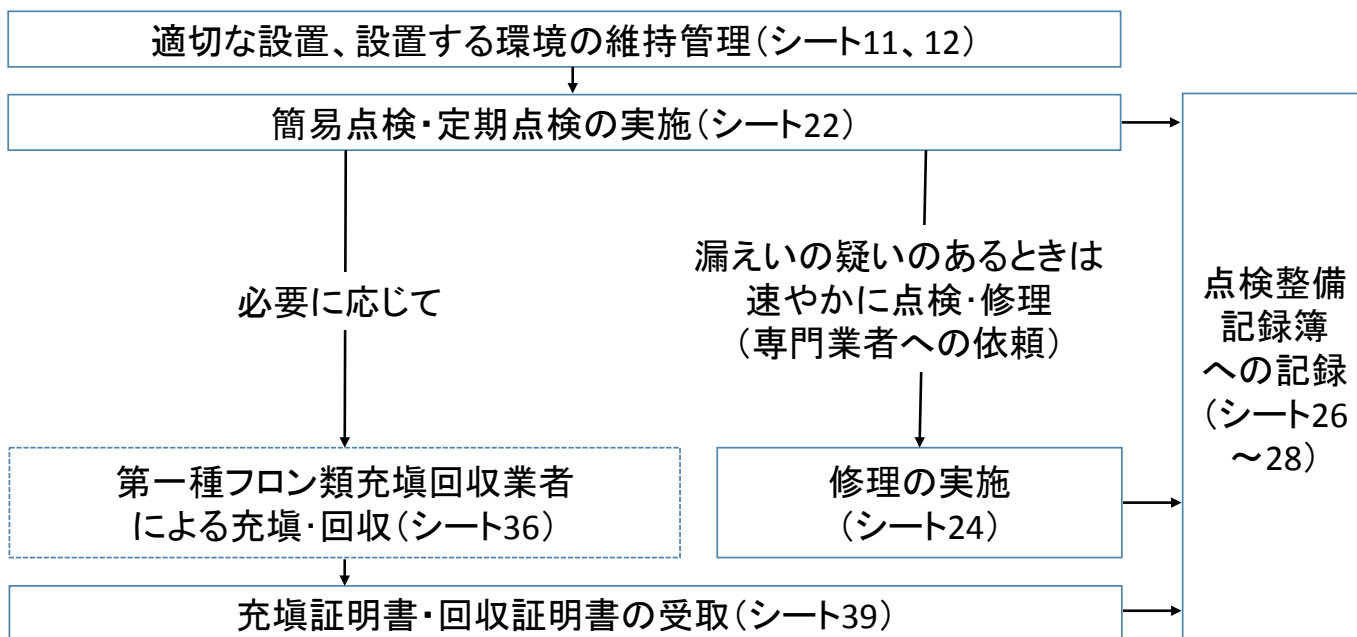 適切な設置、設置する環境の維持管理(シート11、12)
簡易点検・定期点検の実施(シート22)
必要に応じて
漏えいの疑いのあるときは
速やかに点検・修理
(専門業者への依頼)
点検整備
記録簿
への記録
(シート26
～28)
第一種フロン類充塡回収業者
による充塡・回収(シート36)
修理の実施
(シート24)
充塡証明書・回収証明書の受取(シート39)